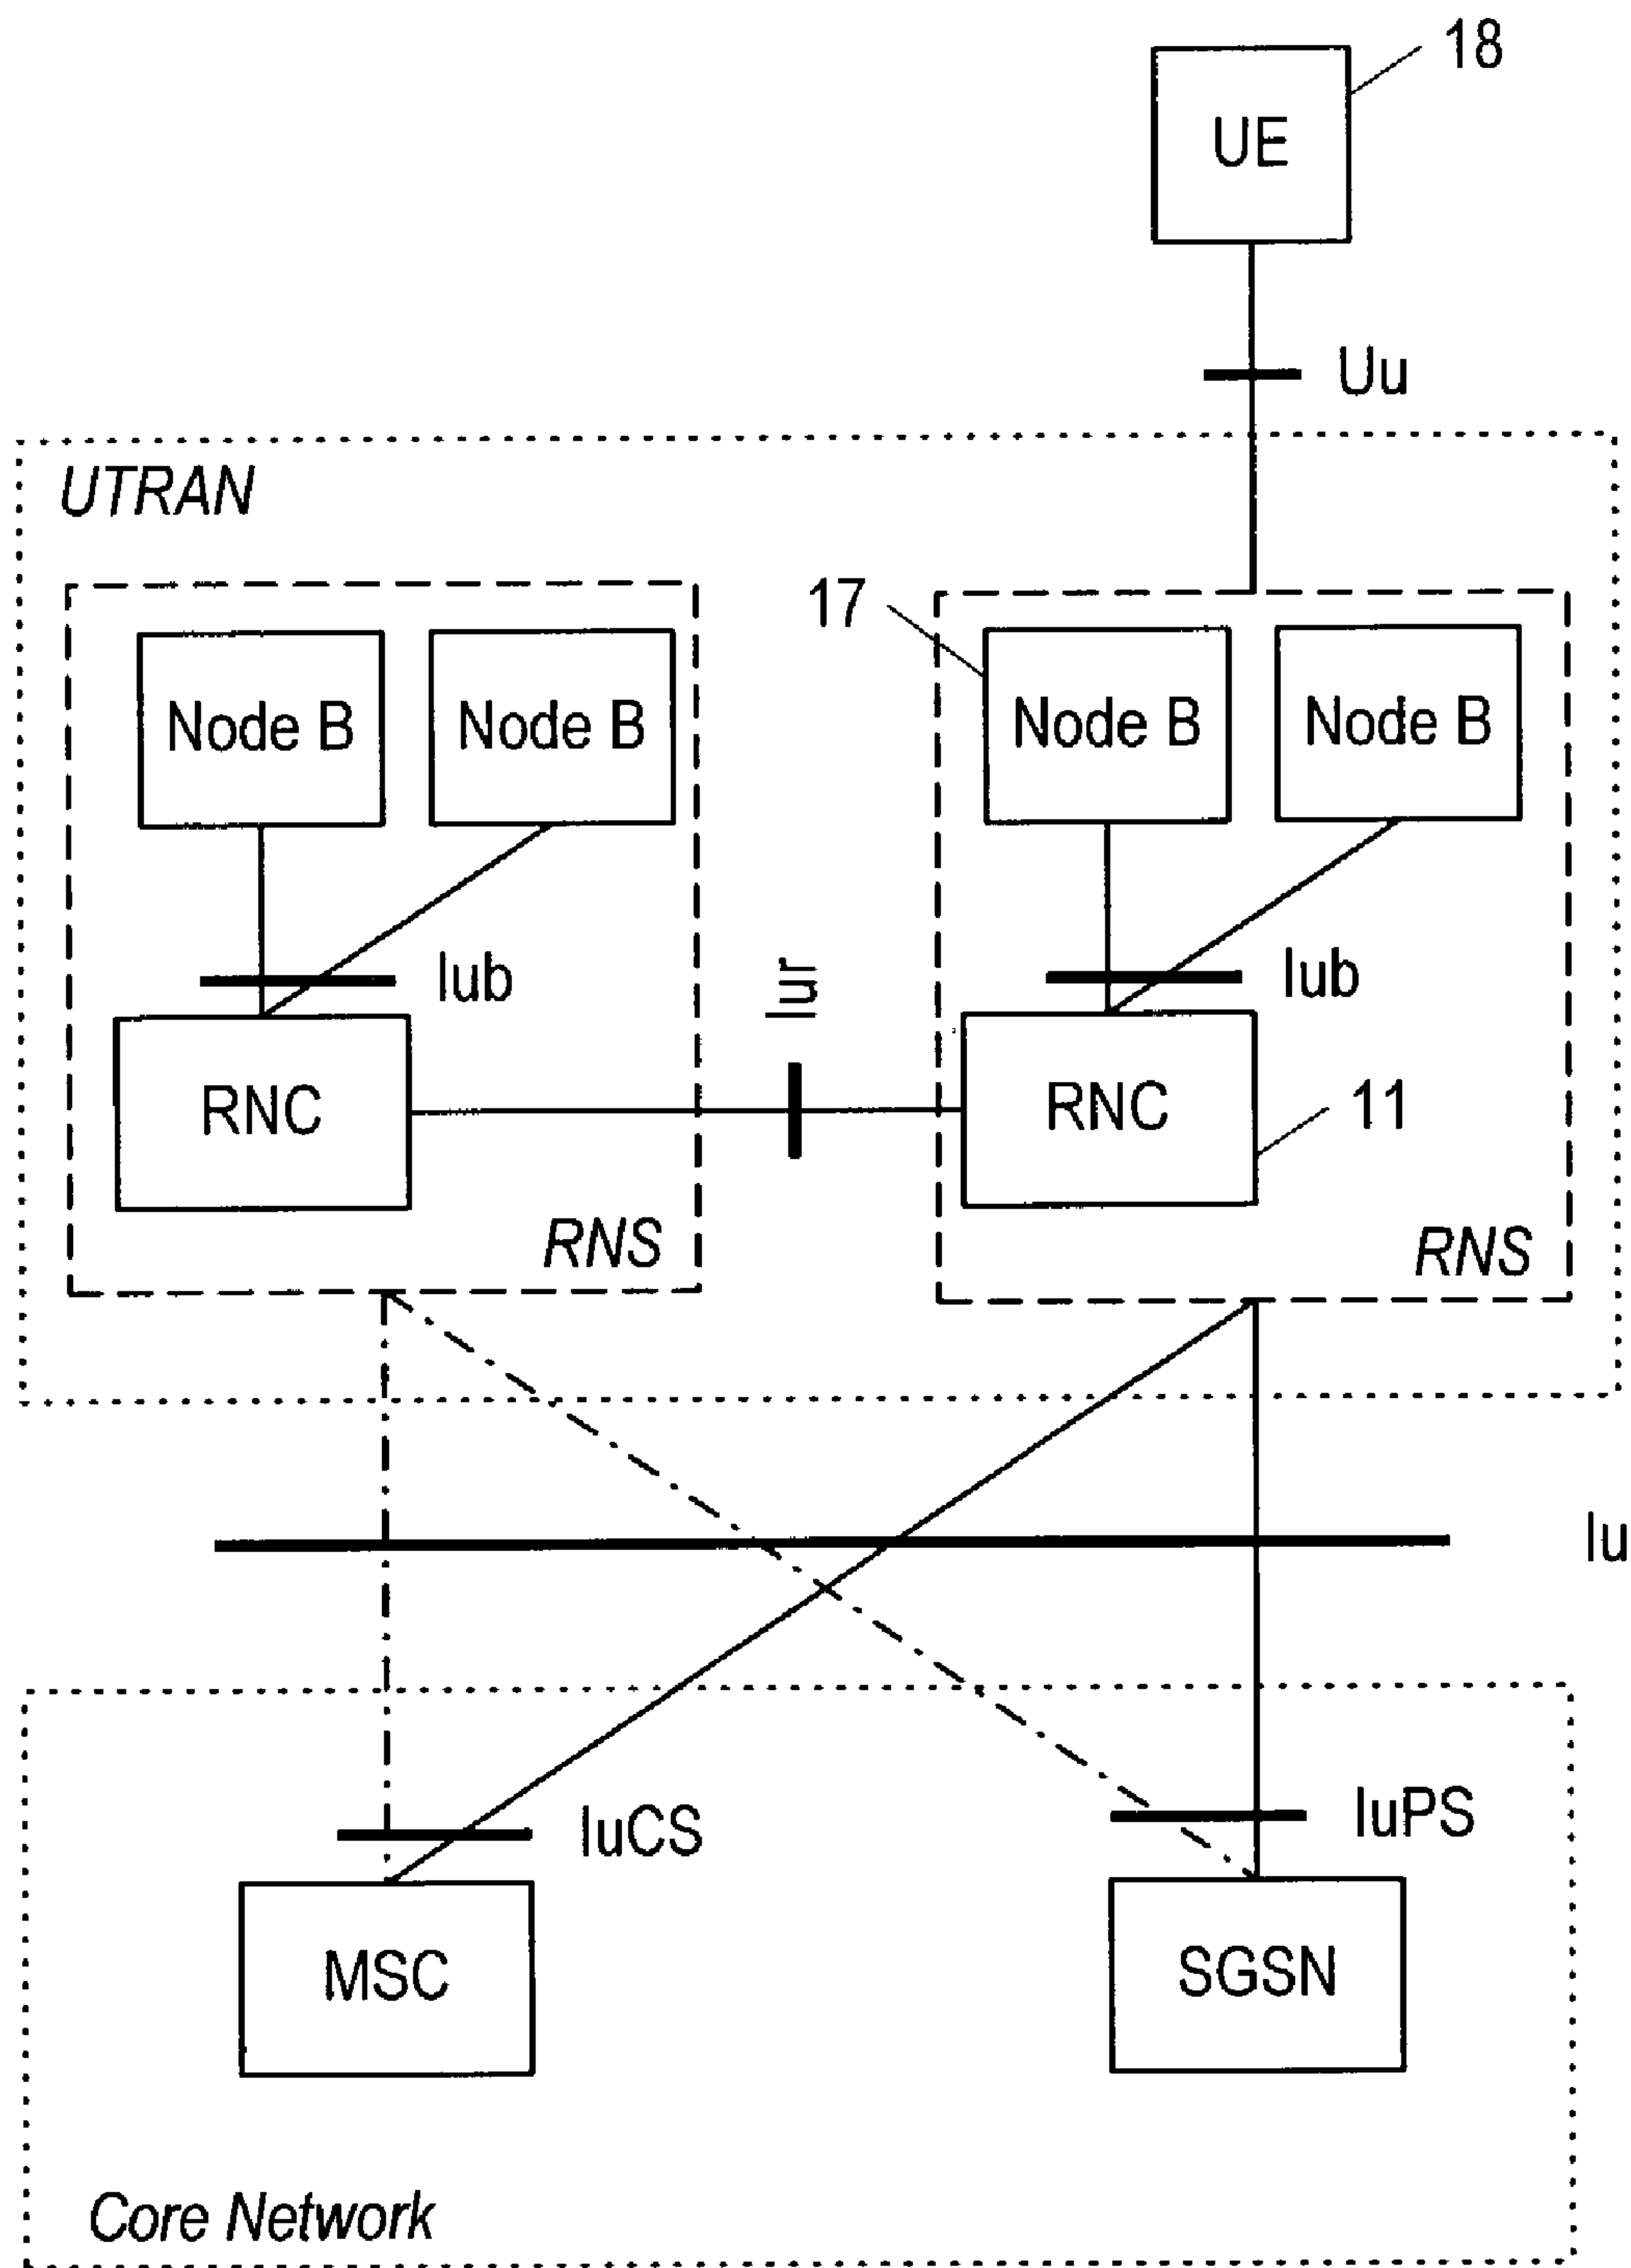 18
UE
Uu
UTRAN
17
Node B
Node B
Node B
Node B
Iub
Iur
Iub
RNC
RNC
11
RNS
RNS
Iu
IuCS
IuPS
MSC
SGSN
Core Network